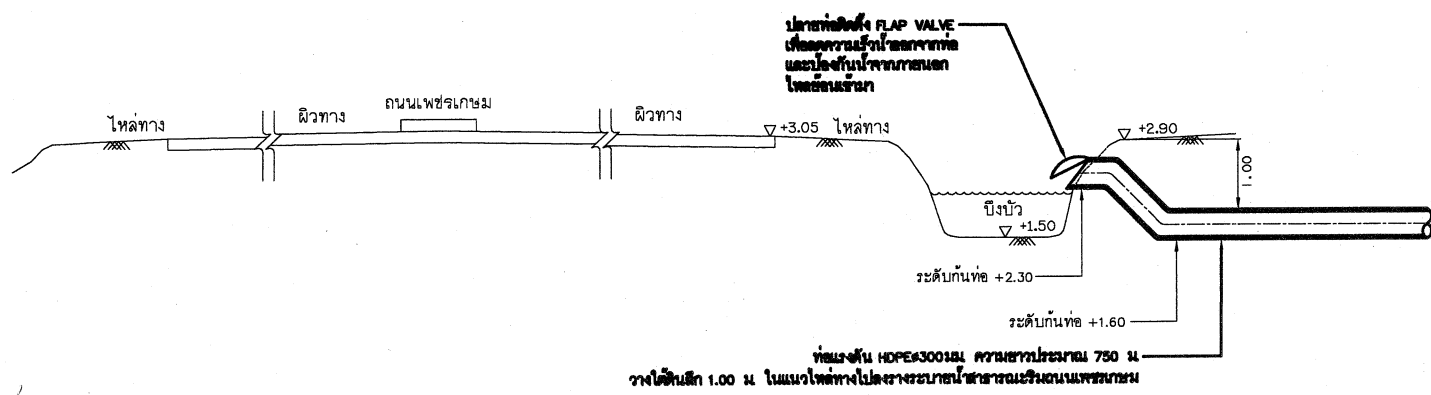 ปลายท่อติดตั้ง FLAP VALVE
เพื่อลดความเร็วน้ำออกจากท่อ
และป้องกันน้ำจากภายนอก
ไหลย้อนเข้ามา
ไหล่ทาง
ผิวทาง
ถนนเพชรเกษม
ผิวทาง
+3.05 ไหล่ทาง
+2.90
1.00
บึงบัว
+1.50
ระดับก้นท่อ +2.30
ระดับก้นท่อ +1.60
ท่อแรงดัน HDPEø300มม. ความยาวประมาณ 750 ม.
วางใต้ดินลึก 1.00 ม. ในแนวไหล่ทางไปลงรางระบายน้ำสาธารณะริมถนนเพชรเกษม